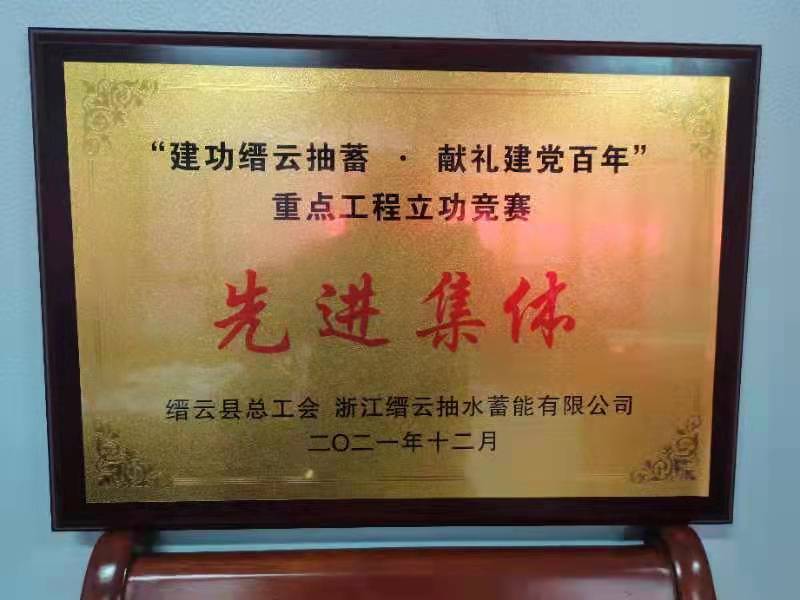 “建功缙云抽蓄 · 献礼建党百年”
重点工程立功竞赛
先进集体
缙云县总工会 浙江缙云抽水蓄能有限公司
二〇二一年十二月